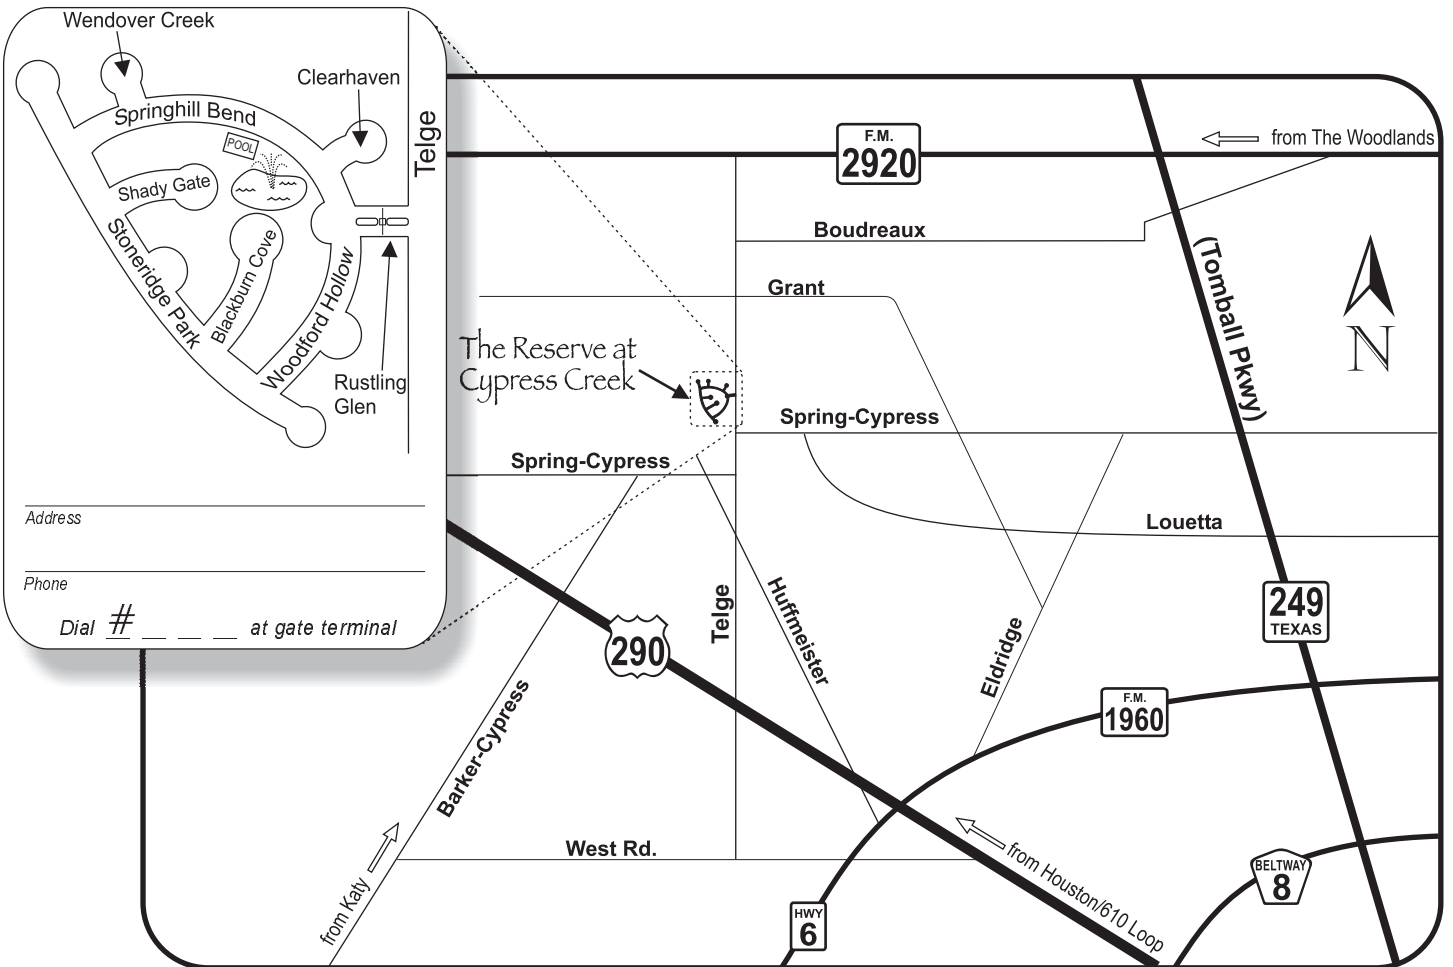 Wendover Creek
Clearhaven
Springhill Bend
POOL
Telge
Shady Gate
Stoneridge Park
Blackburn Cove
Woodford Hollow
Rustling
Glen
Address
Phone
Dial # _ _ _ at gate terminal
F.M.
2920
from The Woodlands
Boudreaux
Grant
(Tomball Pkwy)
N
The Reserve at
Cypress Creek
Spring-Cypress
Spring-Cypress
Louetta
Telge
Huffmeister
Eldridge
249
TEXAS
290
F.M.
1960
Barker-Cypress
West Rd.
from Katy
from Houston/610 Loop
BELTWAY
8
HWY
6